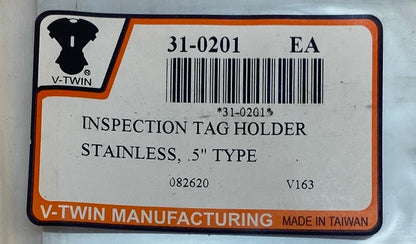 31-0201 EA
V-TWIN ®
*31-0201*
INSPECTION TAG HOLDER
STAINLESS, .5" TYPE
082620 V163
V-TWIN MANUFACTURING MADE IN TAIWAN